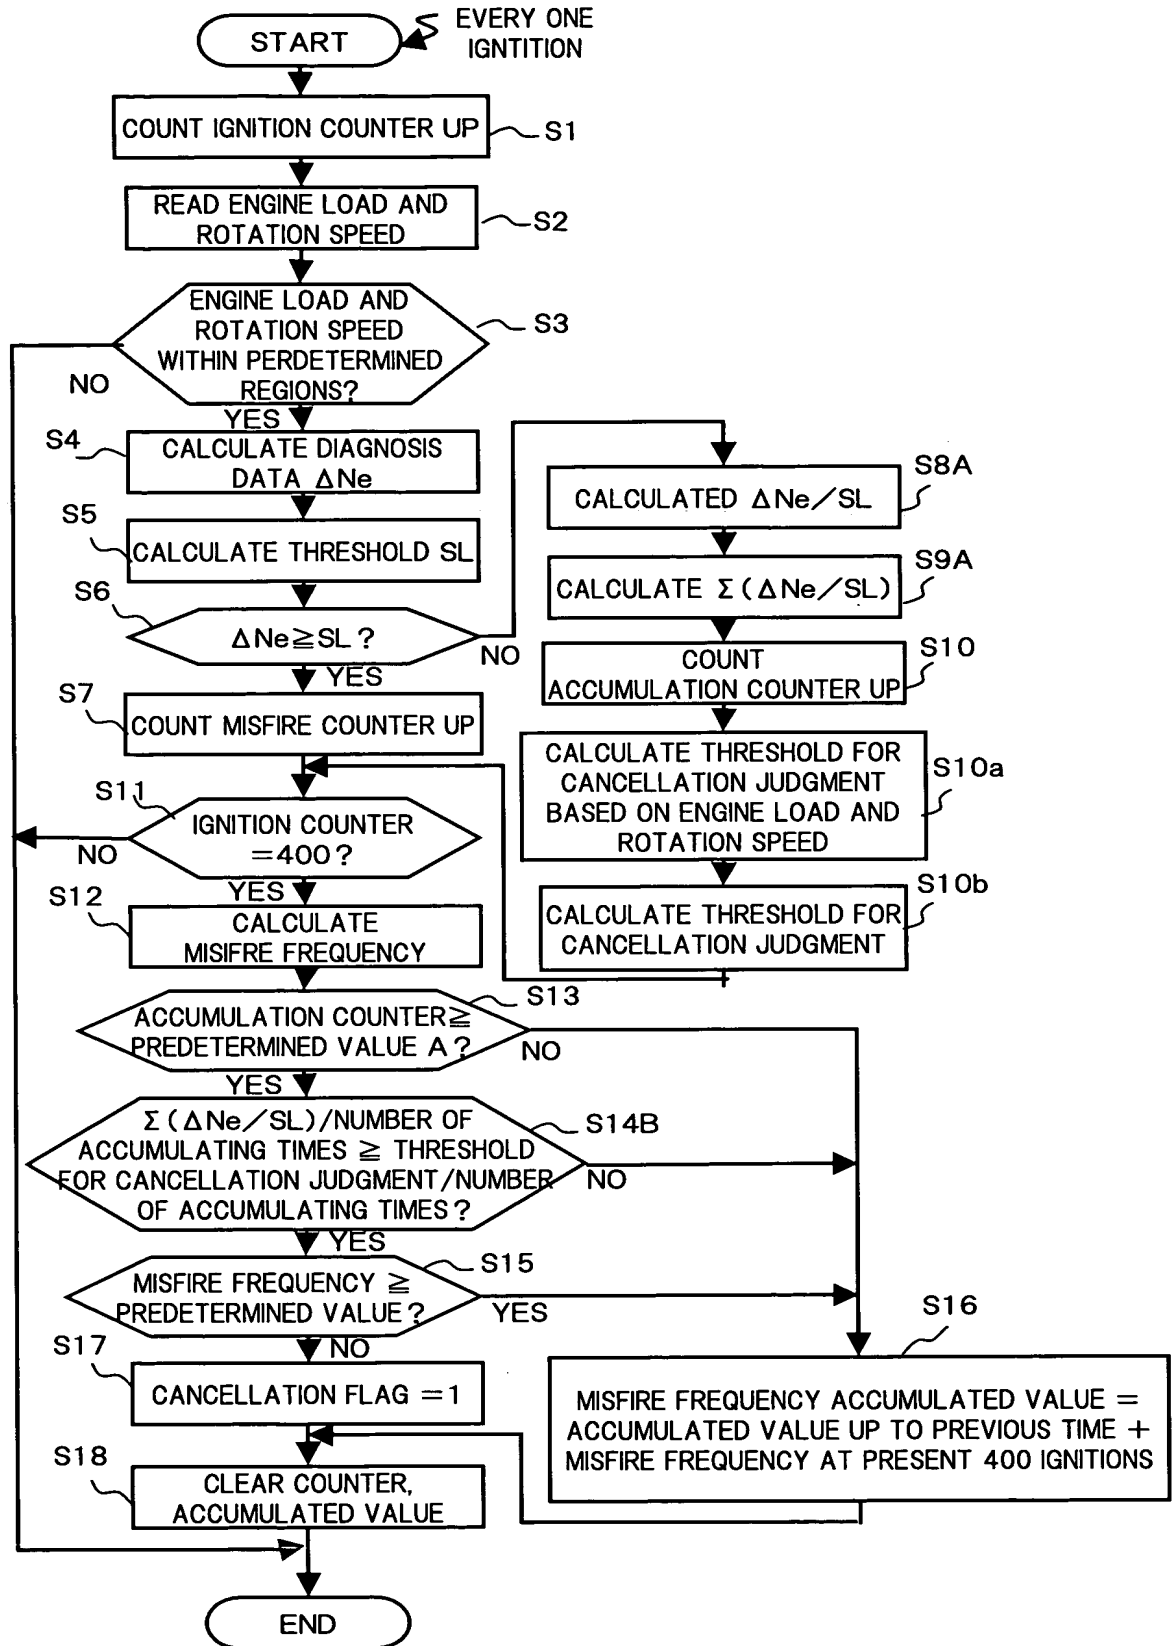 START
EVERY ONE
IGNTITION
COUNT IGNITION COUNTER UP
S1
READ ENGINE LOAD AND
ROTATION SPEED
S2
ENGINE LOAD AND
ROTATION SPEED
WITHIN PERDETERMINED
REGIONS?
S3
NO
YES
S4
CALCULATE DIAGNOSIS
DATA ΔNe
S5
CALCULATE THRESHOLD SL
S6
ΔNe≧SL?
NO
YES
S7
COUNT MISFIRE COUNTER UP
S8A
CALCULATED ΔNe/SL
S9A
CALCULATE Σ(ΔNe/SL)
S10
COUNT
ACCUMULATION COUNTER UP
S10a
CALCULATE THRESHOLD FOR
CANCELLATION JUDGMENT
BASED ON ENGINE LOAD AND
ROTATION SPEED
S10b
CALCULATE THRESHOLD FOR
CANCELLATION JUDGMENT
S11
IGNITION COUNTER
=400?
NO
YES
S12
CALCULATE
MISIFRE FREQUENCY
S13
ACCUMULATION COUNTER≧
PREDETERMINED VALUE A?
NO
YES
Σ(ΔNe/SL)/NUMBER OF
ACCUMULATING TIMES ≧ THRESHOLD
FOR CANCELLATION JUDGMENT/NUMBER
OF ACCUMULATING TIMES?
S14B
NO
YES
S15
MISFIRE FREQUENCY ≧
PREDETERMINED VALUE?
YES
NO
S16
MISFIRE FREQUENCY ACCUMULATED VALUE =
ACCUMULATED VALUE UP TO PREVIOUS TIME +
MISFIRE FREQUENCY AT PRESENT 400 IGNITIONS
S17
CANCELLATION FLAG =1
S18
CLEAR COUNTER,
ACCUMULATED VALUE
END